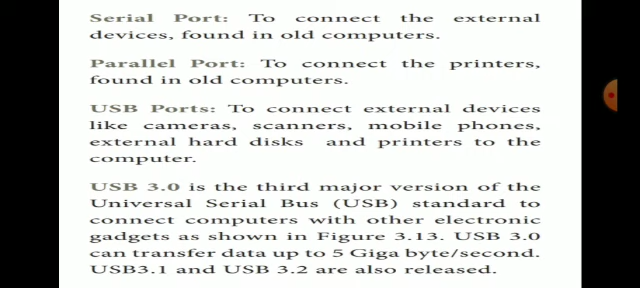 Serial Port: To connect the external
devices, found in old computers.
Parallel Port: To connect the printers,
found in old computers.
USB Ports: To connect external devices
like cameras, scanners, mobile phones,
external hard disks and printers to the
computer.
USB 3.0 is the third major version of the
Universal Serial Bus (USB) standard to
connect computers with other electronic
gadgets as shown in Figure 3.13. USB 3.0
can transfer data up to 5 Giga byte/second.
USB3.1 and USB 3.2 are also released.